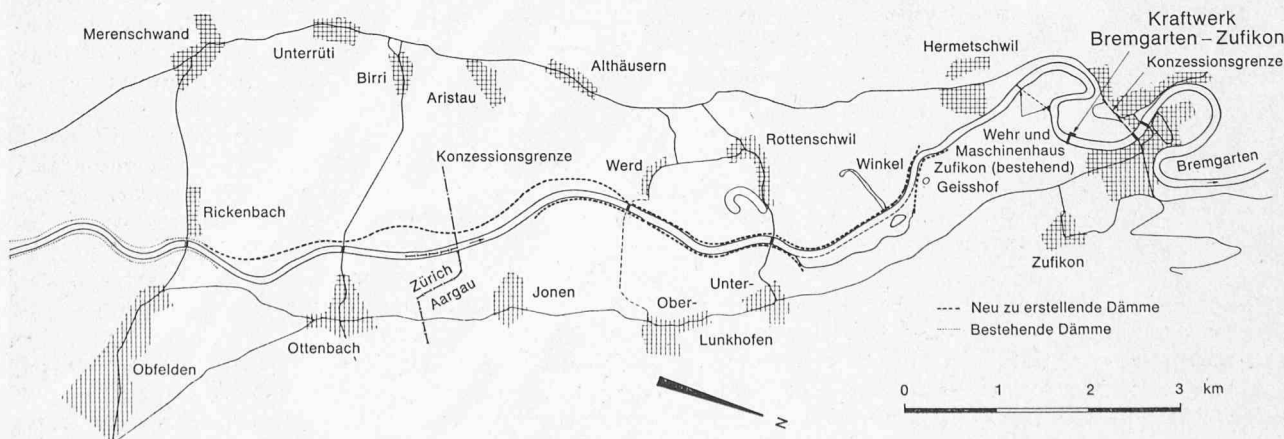 Merenschwand
Unterrüti
Birri
Aristau
Althäusern
Hermetschwil
Kraftwerk
Bremgarten – Zufikon
Konzessionsgrenze
Konzessionsgrenze
Werd
Rottenschwil
Winkel
Wehr und
Maschinenhaus
Zufikon (bestehend)
Geisshof
Bremgarten
Rickenbach
Zürich
Aargau
Jonen
Ober-
Unter-
Lunkhofen
Zufikon
Ottenbach
Obfelden
Neu zu erstellende Dämme
Bestehende Dämme
N
0 1 2 3 km